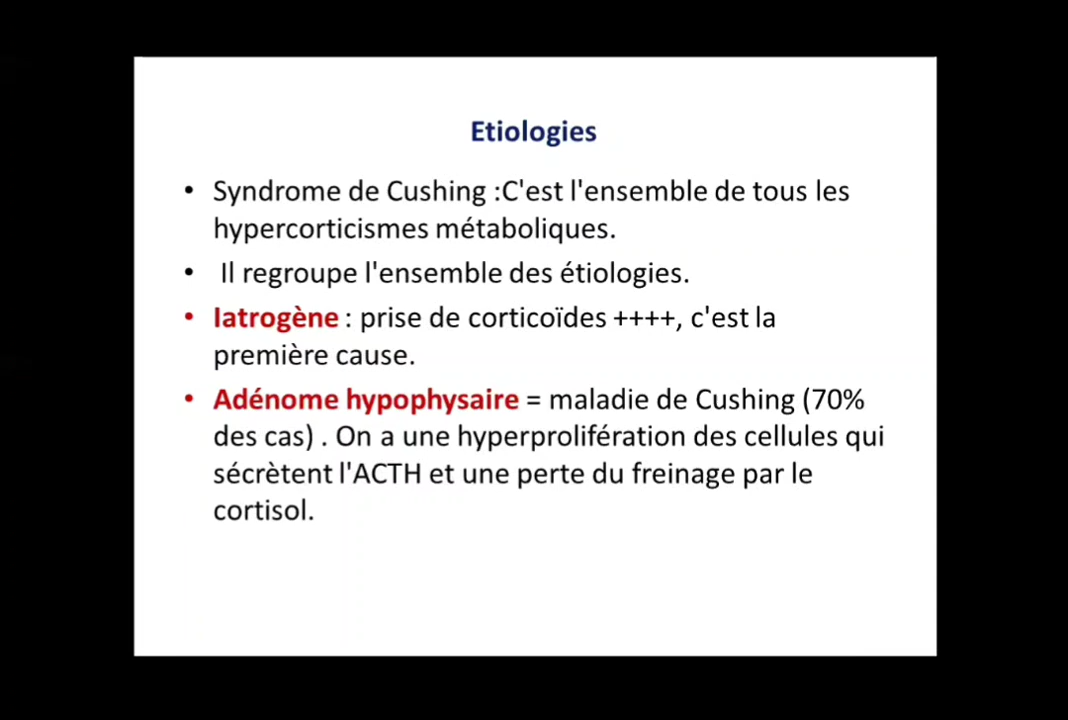 Etiologies
• Syndrome de Cushing :C'est l'ensemble de tous les
hypercorticismes métaboliques.
• Il regroupe l'ensemble des étiologies.
• Iatrogène : prise de corticoïdes ++++, c'est la
première cause.
• Adénome hypophysaire = maladie de Cushing (70%
des cas) . On a une hyperprolifération des cellules qui
sécrètent l'ACTH et une perte du freinage par le
cortisol.